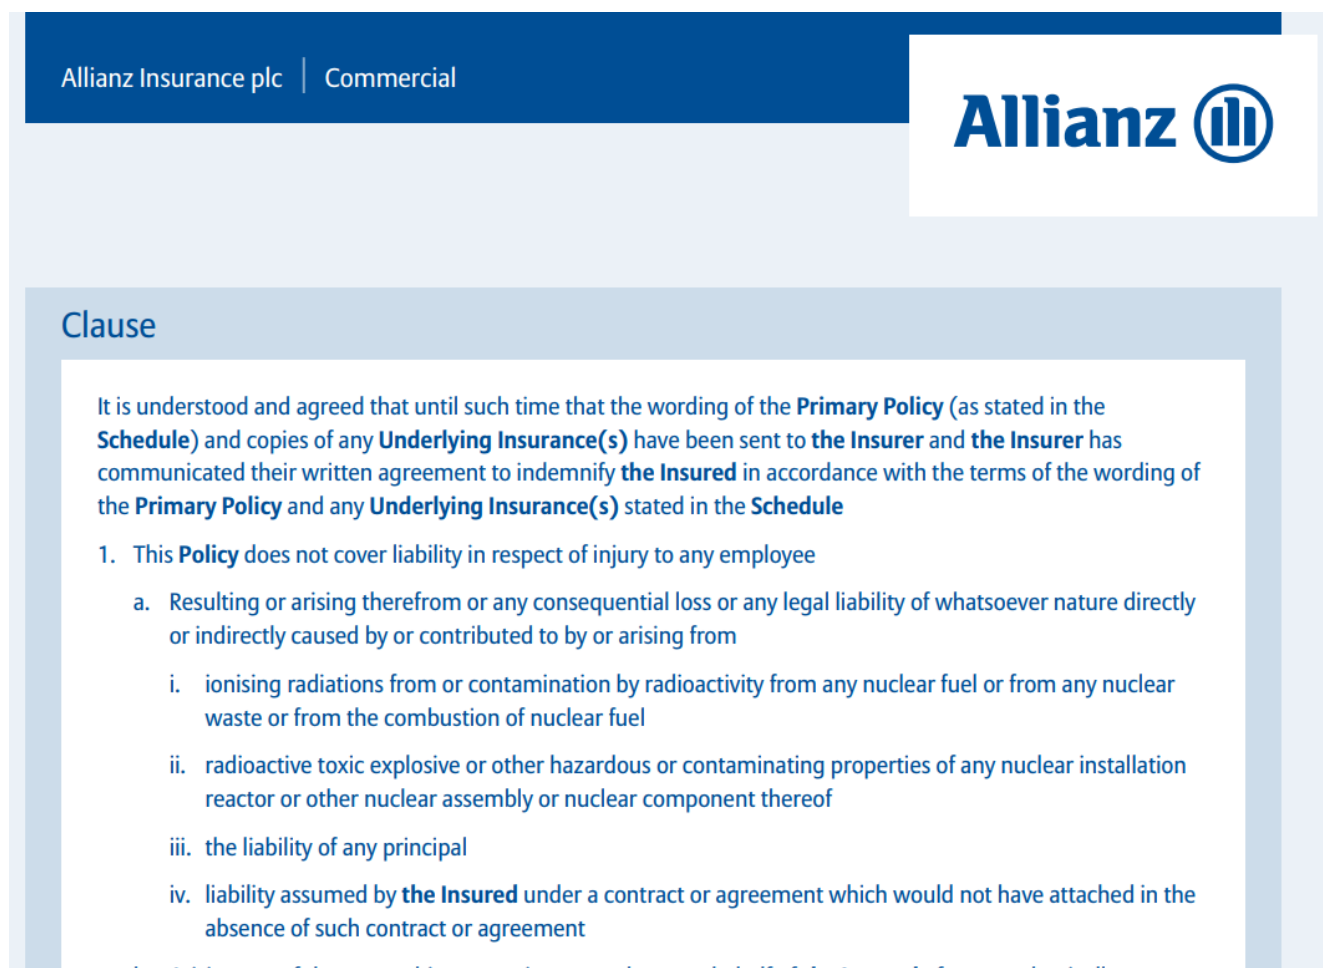 Allianz Insurance plc | Commercial
Allianz
Clause
It is understood and agreed that until such time that the wording of the Primary Policy (as stated in the
Schedule) and copies of any Underlying Insurance(s) have been sent to the Insurer and the Insurer has
communicated their written agreement to indemnify the Insured in accordance with the terms of the wording of
the Primary Policy and any Underlying Insurance(s) stated in the Schedule
1. This Policy does not cover liability in respect of injury to any employee
a. Resulting or arising therefrom or any consequential loss or any legal liability of whatsoever nature directly
or indirectly caused by or contributed to by or arising from
i. ionising radiations from or contamination by radioactivity from any nuclear fuel or from any nuclear
waste or from the combustion of nuclear fuel
ii. radioactive toxic explosive or other hazardous or contaminating properties of any nuclear installation
reactor or other nuclear assembly or nuclear component thereof
iii. the liability of any principal
iv. liability assumed by the Insured under a contract or agreement which would not have attached in the
absence of such contract or agreement